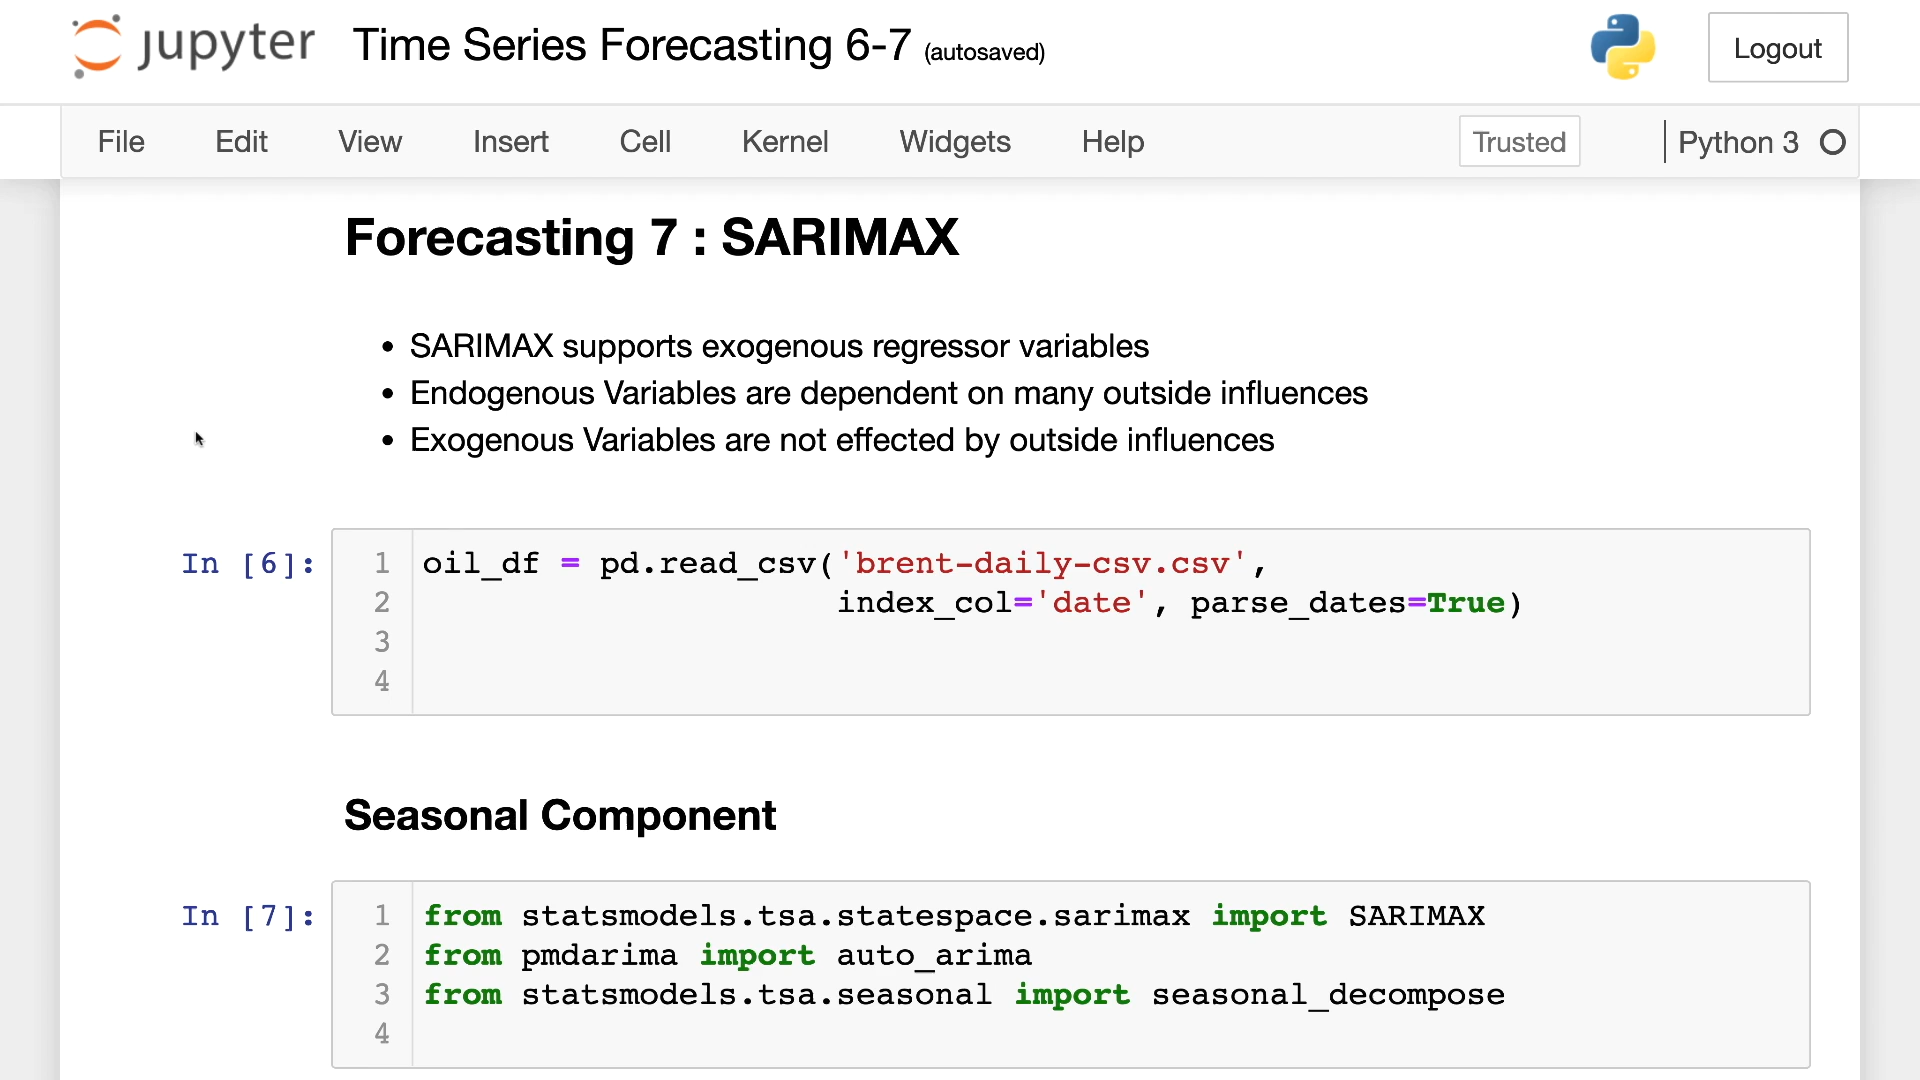 jupyter Time Series Forecasting 6-7 (autosaved) Logout
File Edit View Insert Cell Kernel Widgets Help Trusted Python 3
Forecasting 7 : SARIMAX
• SARIMAX supports exogenous regressor variables
• Endogenous Variables are dependent on many outside influences
• Exogenous Variables are not effected by outside influences
In [6]: 1 oil_df = pd.read_csv('brent-daily-csv.csv',
2 index_col='date', parse_dates=True)
3
4
Seasonal Component
In [7]: 1 from statsmodels.tsa.statespace.sarimax import SARIMAX
2 from pmdarima import auto_arima
3 from statsmodels.tsa.seasonal import seasonal_decompose
4